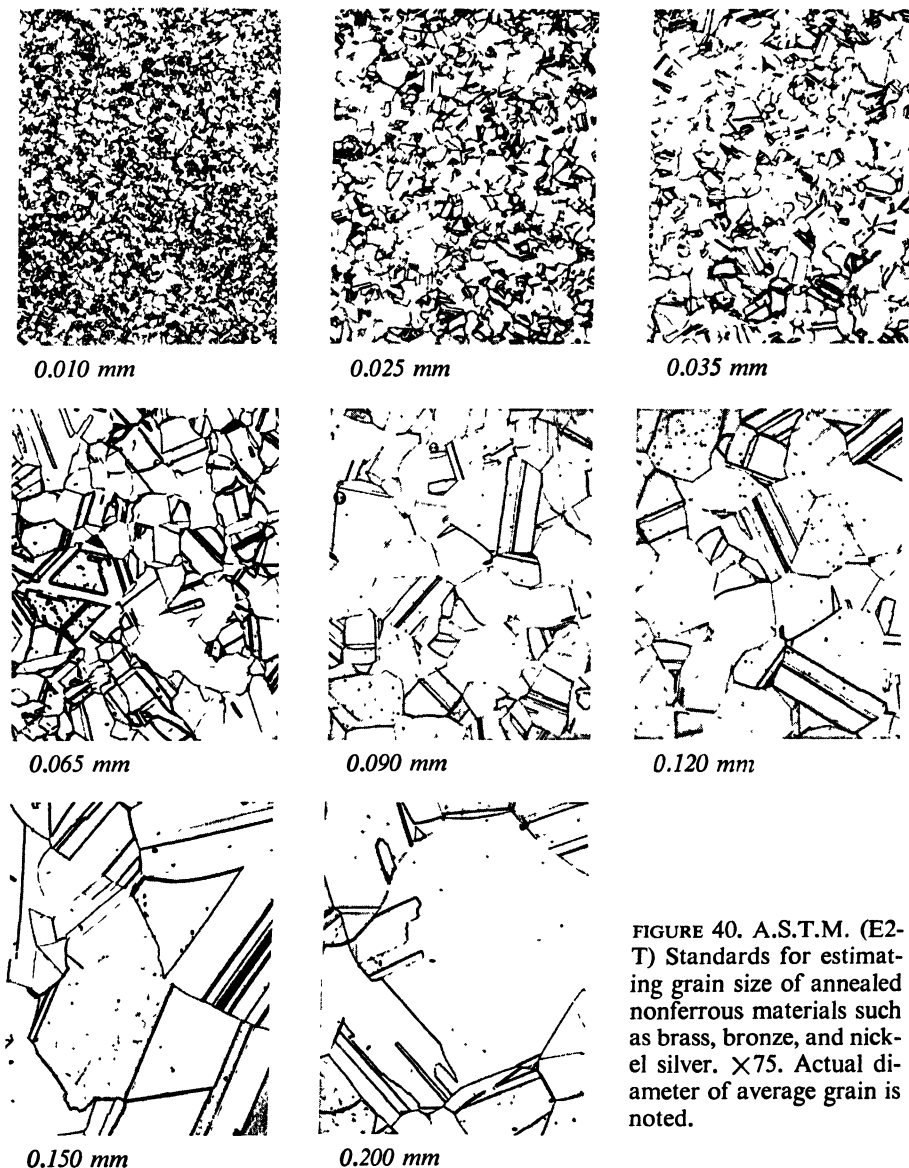 0.010 mm
0.025 mm
0.035 mm
0.065 mm
0.090 mm
0.120 mm
0.150 mm
0.200 mm
FIGURE 40. A.S.T.M. (E2-
T) Standards for estimat-
ing grain size of annealed
nonferrous materials such
as brass, bronze, and nick-
el silver. ×75. Actual di-
ameter of average grain is
noted.